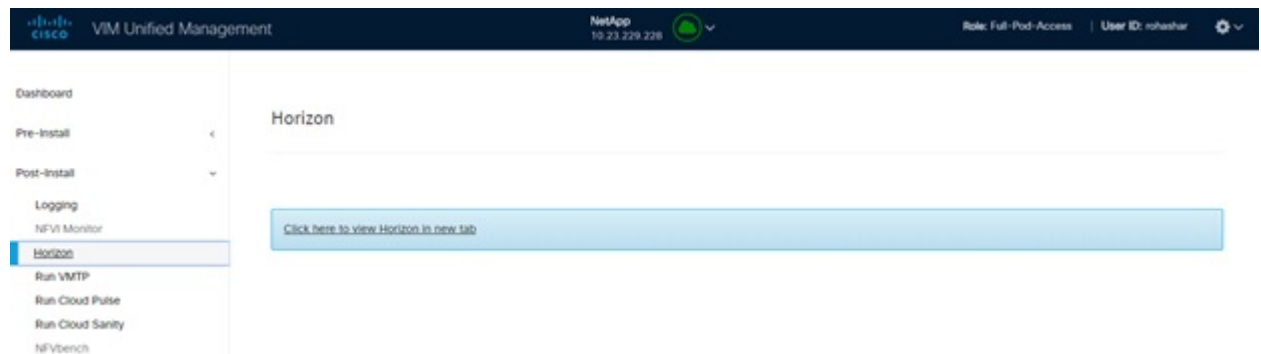 CISCO VIM Unified Management
NetApp
10.23.229.228
Role: Full-Pod-Access | User ID: rohashar
Dashboard
Pre-Install
Post-Install
Logging
NFVI Monitor
Horizon
Run VMTP
Run Cloud Pulse
Run Cloud Sanity
NFVbench
Horizon
Click here to view Horizon in new tab